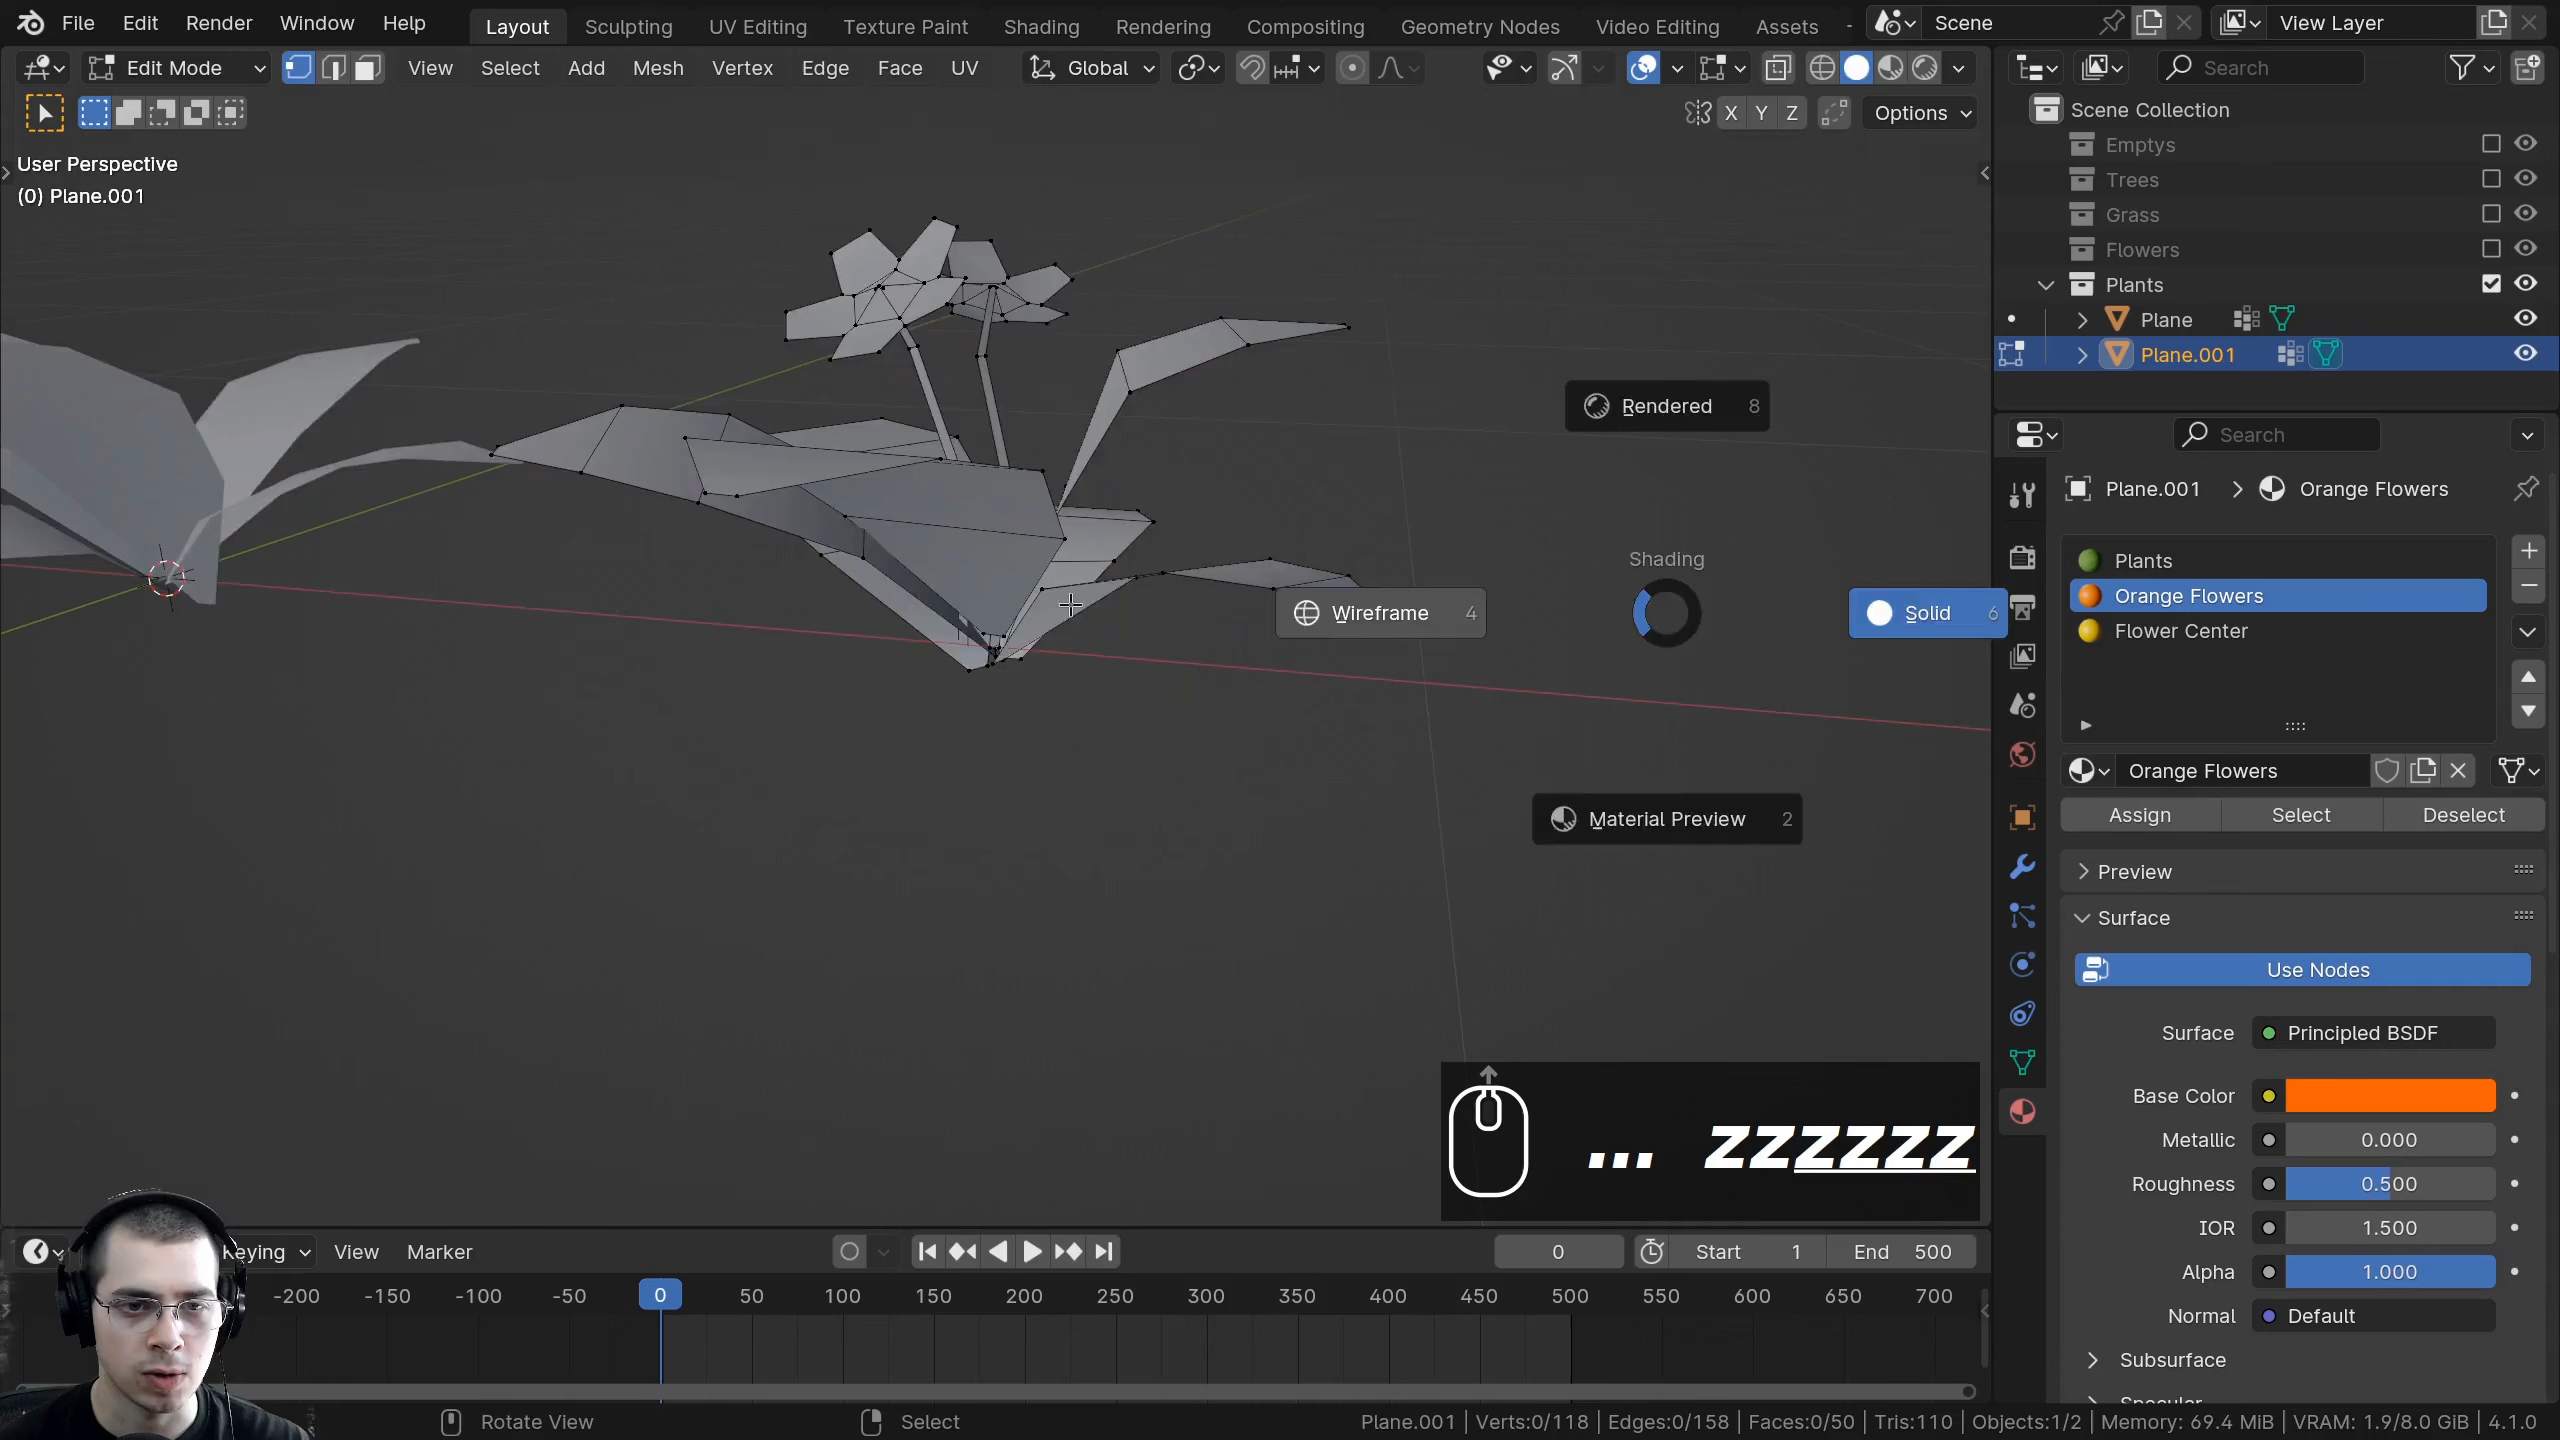 File Edit Render Window Help Layout Sculpting UV Editing Texture Paint Shading Rendering Compositing Geometry Nodes Video Editing Assets Scene View Layer
Edit Mode View Select Add Mesh Vertex Edge Face UV Global Search
X Y Z Options
User Perspective
(0) Plane.001
Scene Collection
Emptys
Trees
Grass
Flowers
Plants
Plane
Plane.001
Rendered 8
Shading
Wireframe 4
Solid 6
Material Preview 2
Search
Plane.001 > Orange Flowers
Plants
Orange Flowers
Flower Center
Orange Flowers
Assign Select Deselect
Preview
Surface
Use Nodes
Surface Principled BSDF
Base Color
Metallic 0.000
Roughness 0.500
IOR 1.500
Alpha 1.000
Normal Default
Subsurface
... zzzzzz
Keying View Marker 0 Start 1 End 500
-200 -150 -100 -50 0 50 100 150 200 250 300 350 400 450 500 550 600 650 700
Rotate View Select Plane.001 | Verts:0/118 | Edges:0/158 | Faces:0/50 | Tris:110 | Objects:1/2 | Memory: 69.4 MiB | VRAM: 1.9/8.0 GiB | 4.1.0